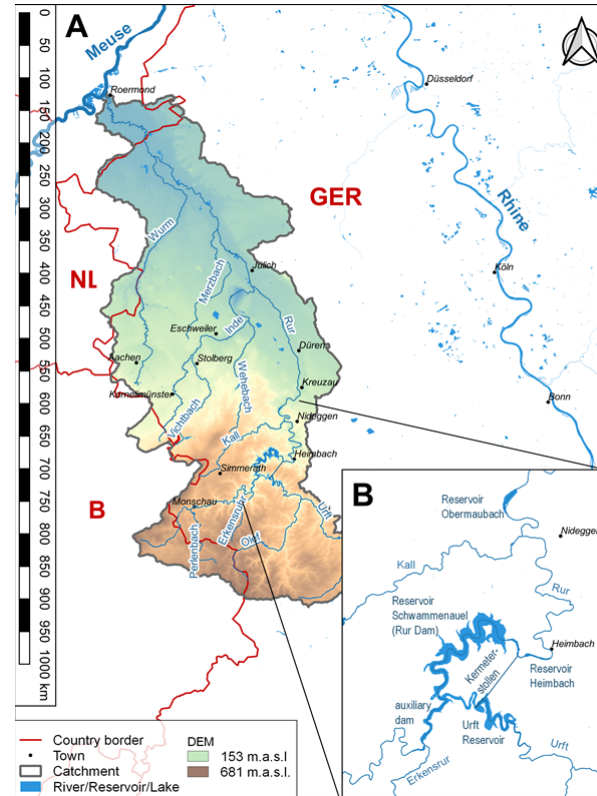 0
50
100
150
200
250
300
350
400
450
500
550
600
650
700
750
800
850
900
950
1000 km
A
Meuse
Roermond
Düsseldorf
GER
Rhine
Wurm
NL
Merzbach
Jülich
Köln
Eschweiler
Inde
Rur
Aachen
Stolberg
Düren
Kornelimünster
Wehebach
Kreuzau
Bonn
Vichtbach
Kall
Nideggen
Heimbach
Simmerath
B
Monschau
Erkensrur
Urft
Perlenbach
Olef
B
Reservoir
Obermaubach
Nideggen
Kall
Rur
Reservoir
Schwammenauel
(Rur Dam)
Heimbach
Kermeter-
stollen
Reservoir
Heimbach
auxiliary
dam
Urft
Reservoir
Urft
Erkensrur
Country border
Town
Catchment
River/Reservoir/Lake
DEM
153 m.a.s.l
681 m.a.s.l.